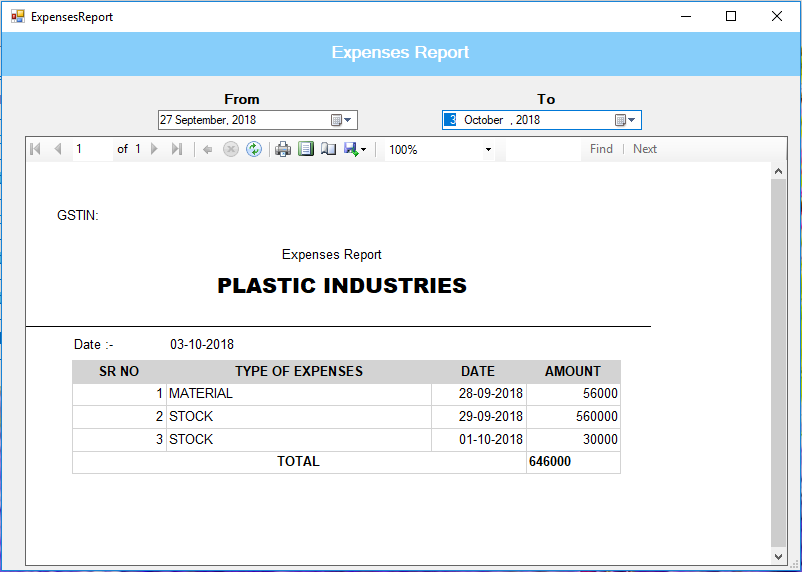 ExpensesReport
Expenses Report
From To
27 September, 2018 3 October , 2018
1 of 1 100% Find Next
GSTIN:
Expenses Report
PLASTIC INDUSTRIES
Date :- 03-10-2018
SR NO TYPE OF EXPENSES DATE AMOUNT
1 MATERIAL 28-09-2018 56000
2 STOCK 29-09-2018 560000
3 STOCK 01-10-2018 30000
TOTAL 646000